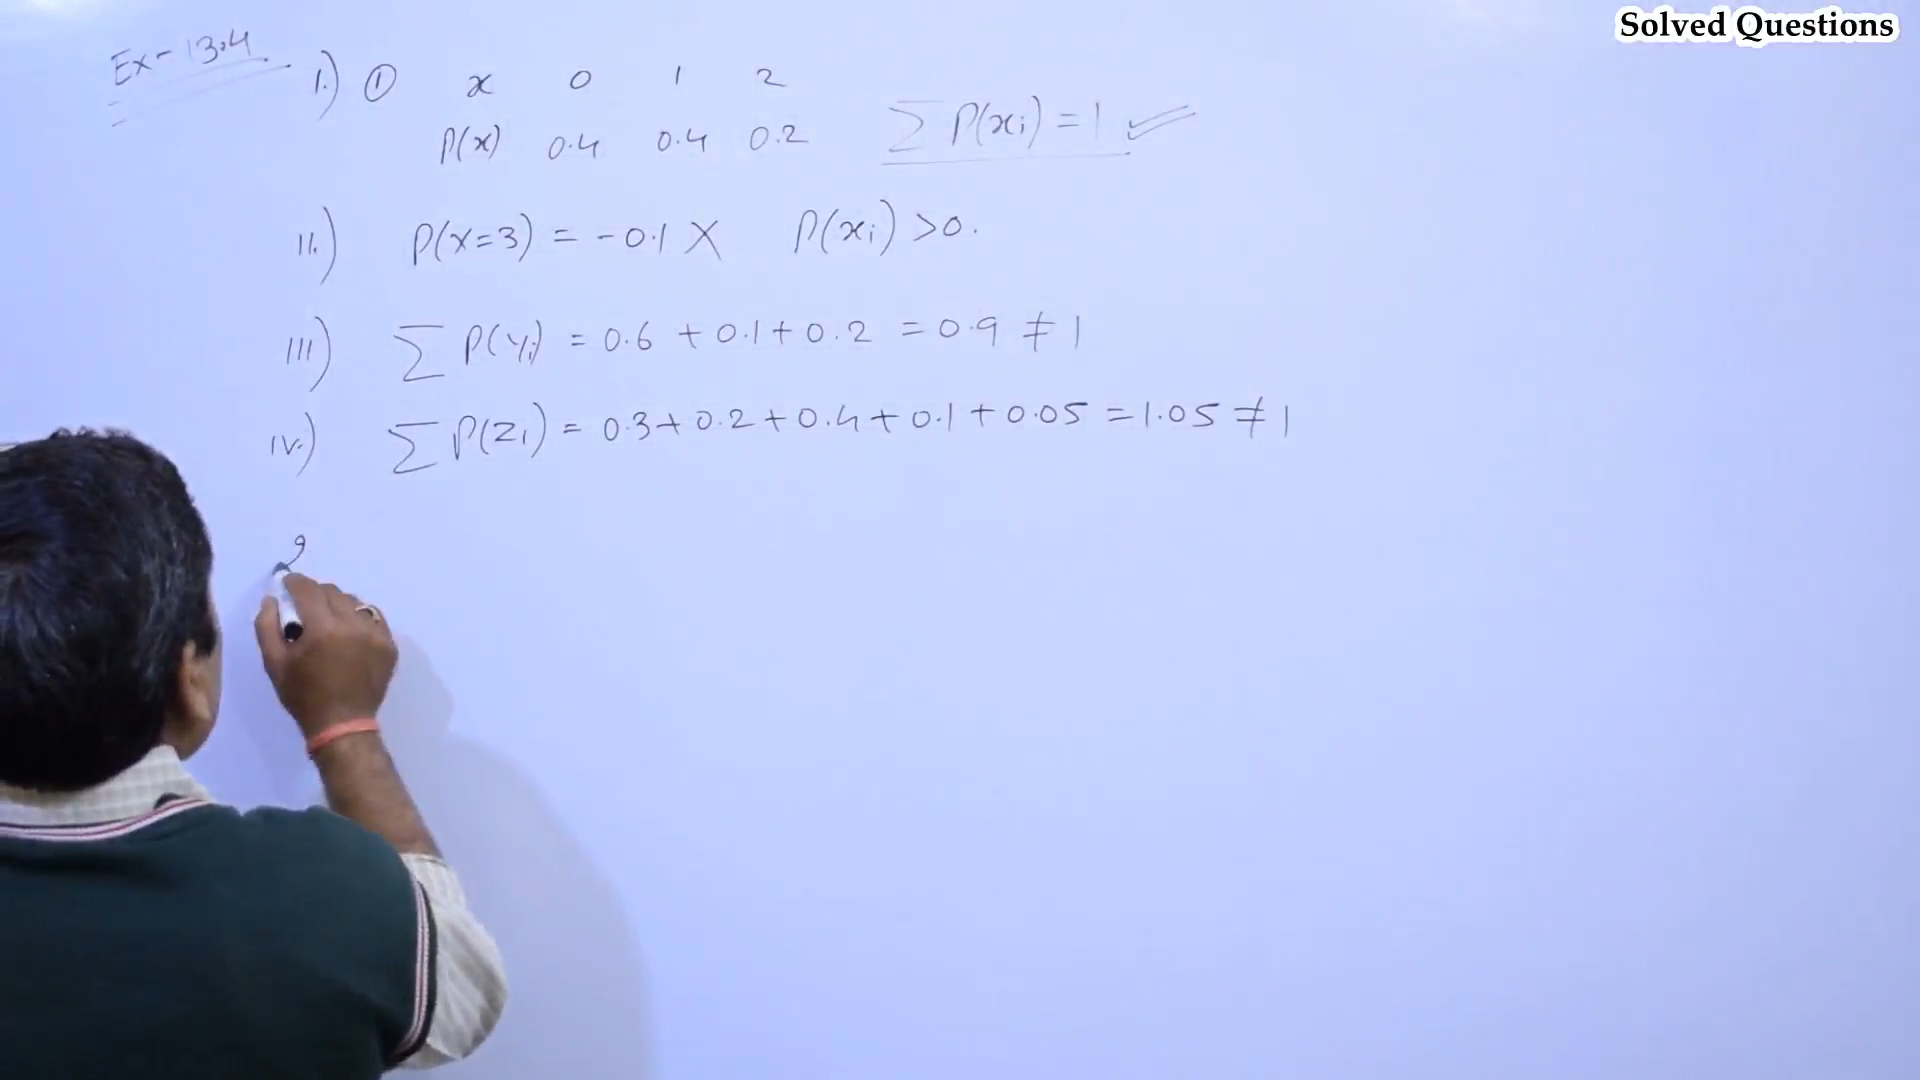 Solved Questions
Ex-13.4
1.) ① x 0 1 2
P(x) 0.4 0.4 0.2 ∑ P(xi) = 1 ✓
II.) P(X=3) = -0.1 X P(xi) >0.
III) ∑ P(Yi) = 0.6 + 0.1 + 0.2 = 0.9 ≠ 1
IV.) ∑ P(Zi) = 0.3 + 0.2 + 0.4 + 0.1 + 0.05 = 1.05 ≠ 1